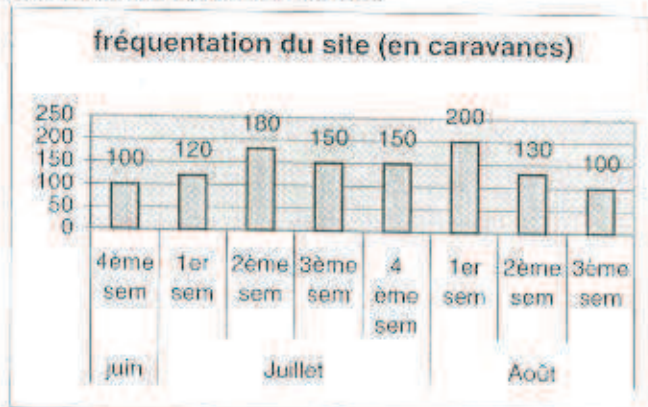 fréquentation du site (en caravanes)
250
200
150
100
50
0
100 120 180 150 150 200 130 100
4ème sem 1er sem 2ème sem 3ème sem 4 ème sem 1er sem 2ème sem 3ème sem
juin Juillet Août